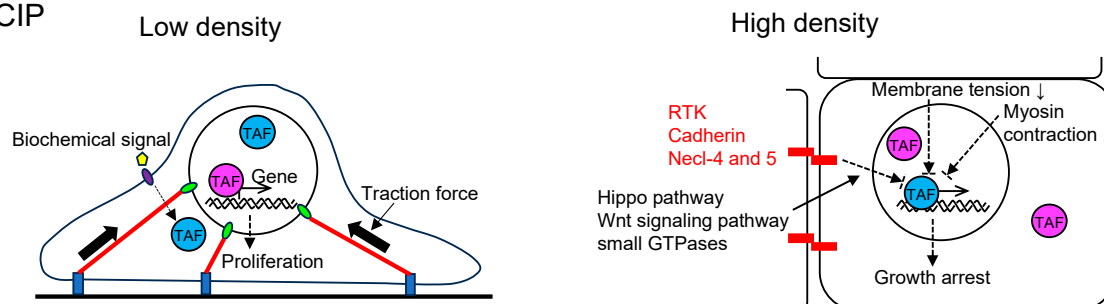 CIP
Low density
High density
Biochemical signal
TAF
TAF
Gene
TAF
Traction force
Proliferation
RTK
Cadherin
Necl-4 and 5
Hippo pathway
Wnt signaling pathway
small GTPases
Membrane tension ↓
Myosin
contraction
TAF
TAF
TAF
Growth arrest